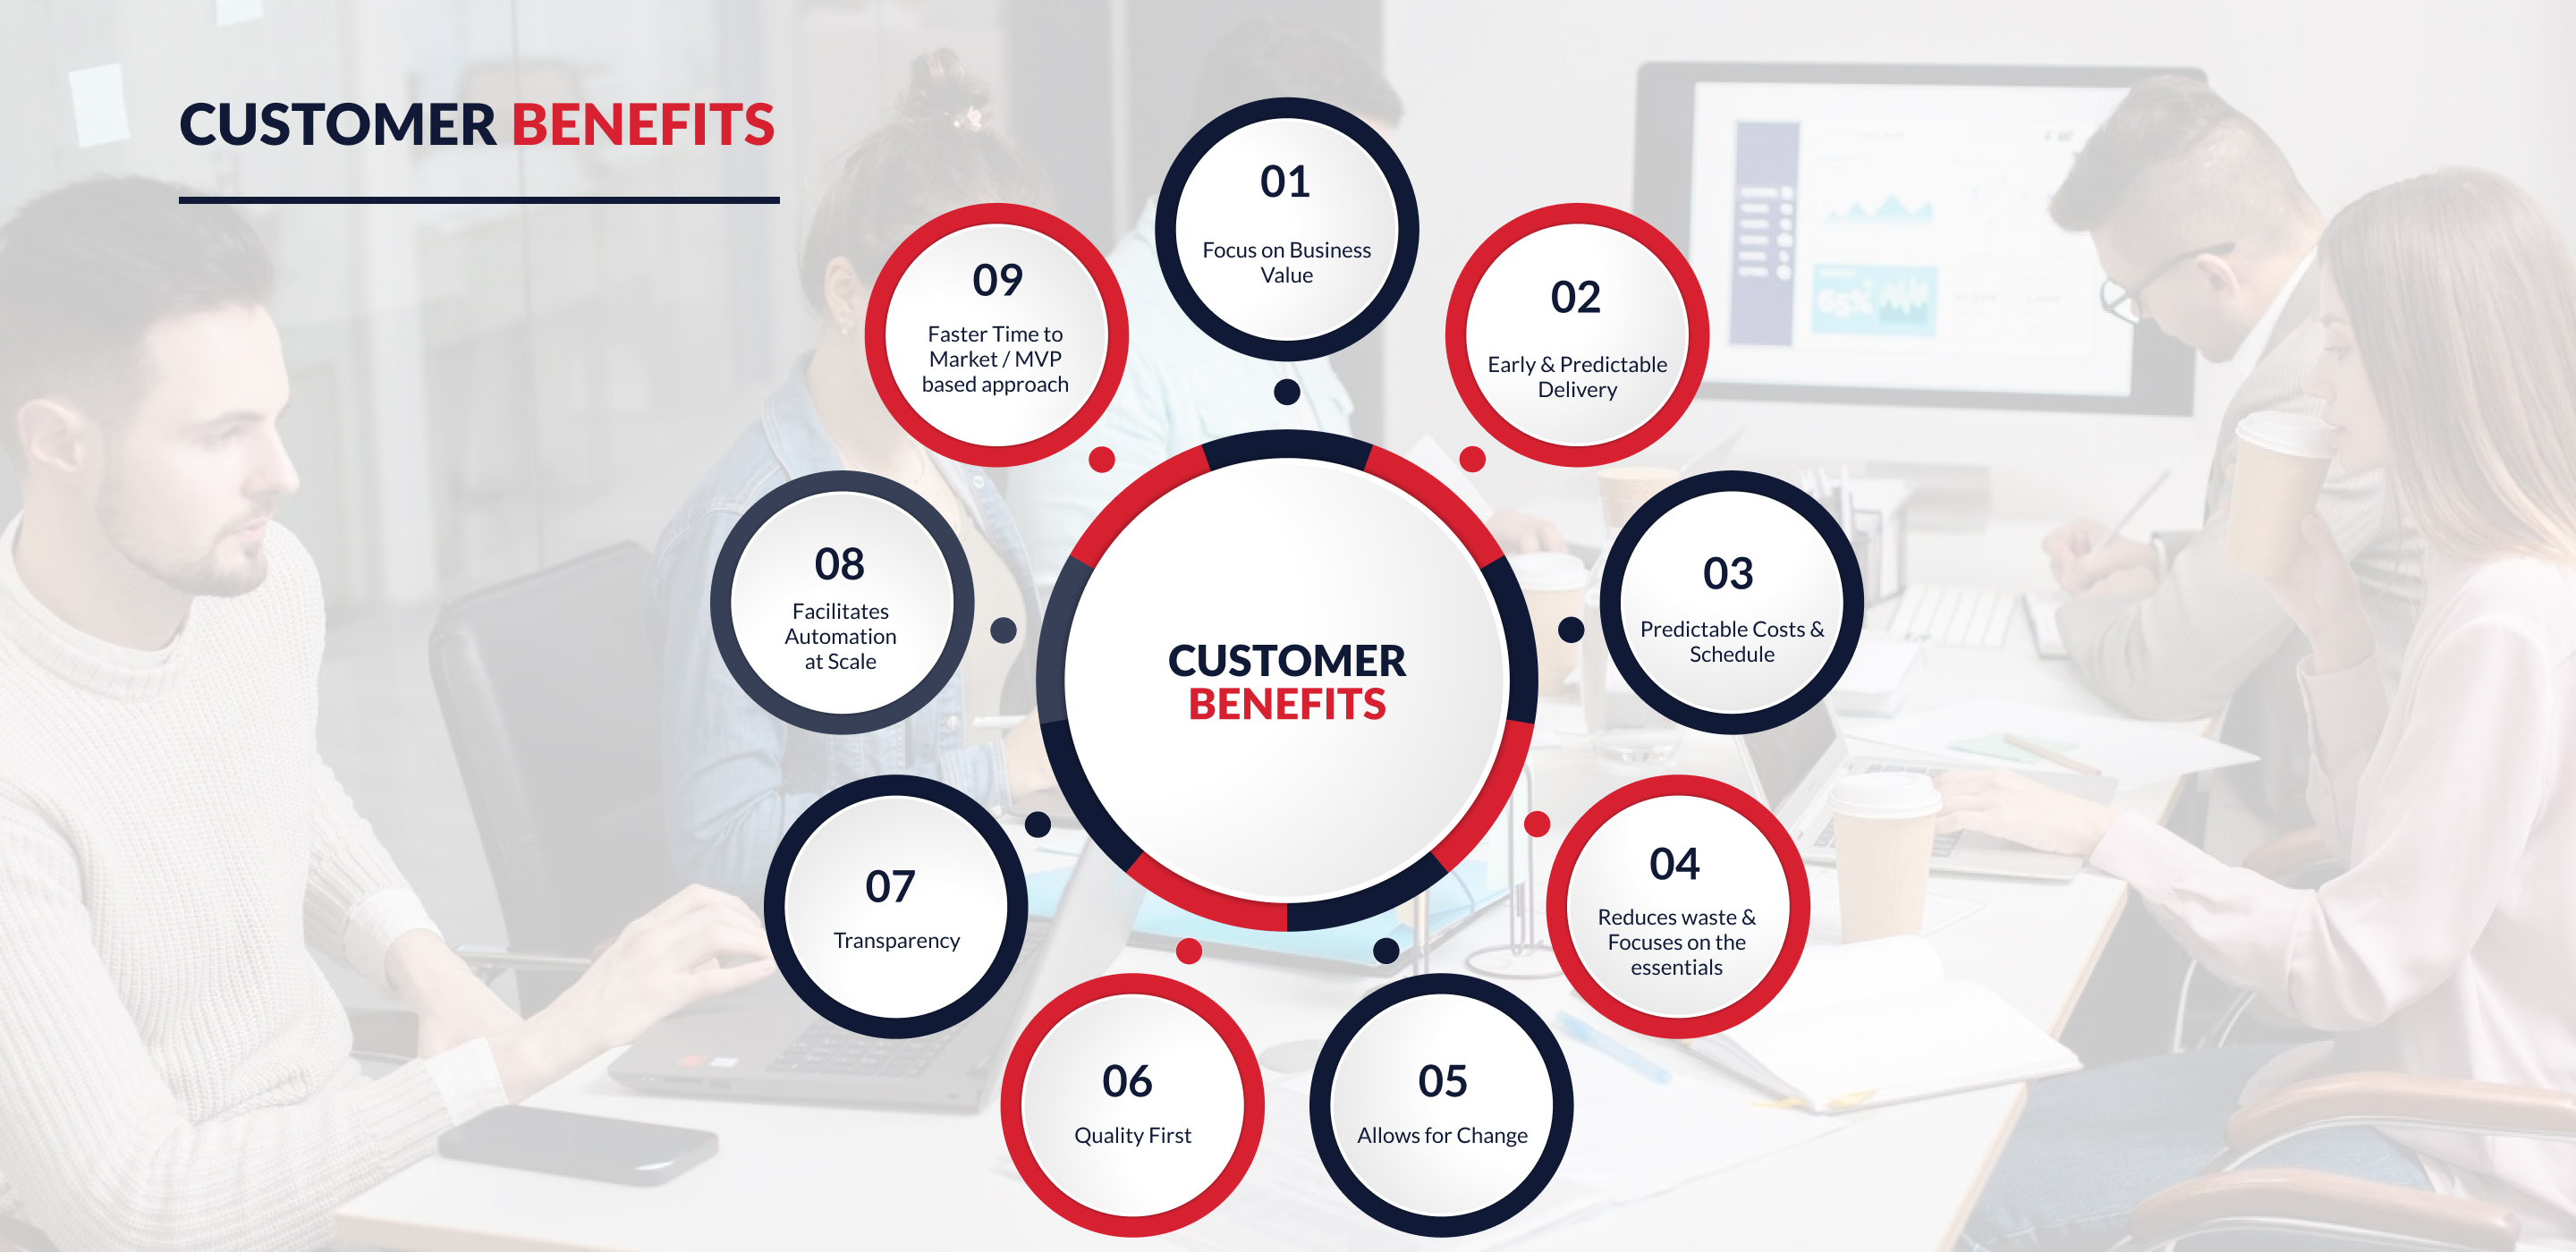 CUSTOMER BENEFITS
01
Focus on Business
Value
02
Early & Predictable
Delivery
03
Predictable Costs &
Schedule
04
Reduces waste &
Focuses on the
essentials
05
Allows for Change
06
Quality First
07
Transparency
08
Facilitates
Automation
at Scale
09
Faster Time to
Market / MVP
based approach
CUSTOMER
BENEFITS
65%